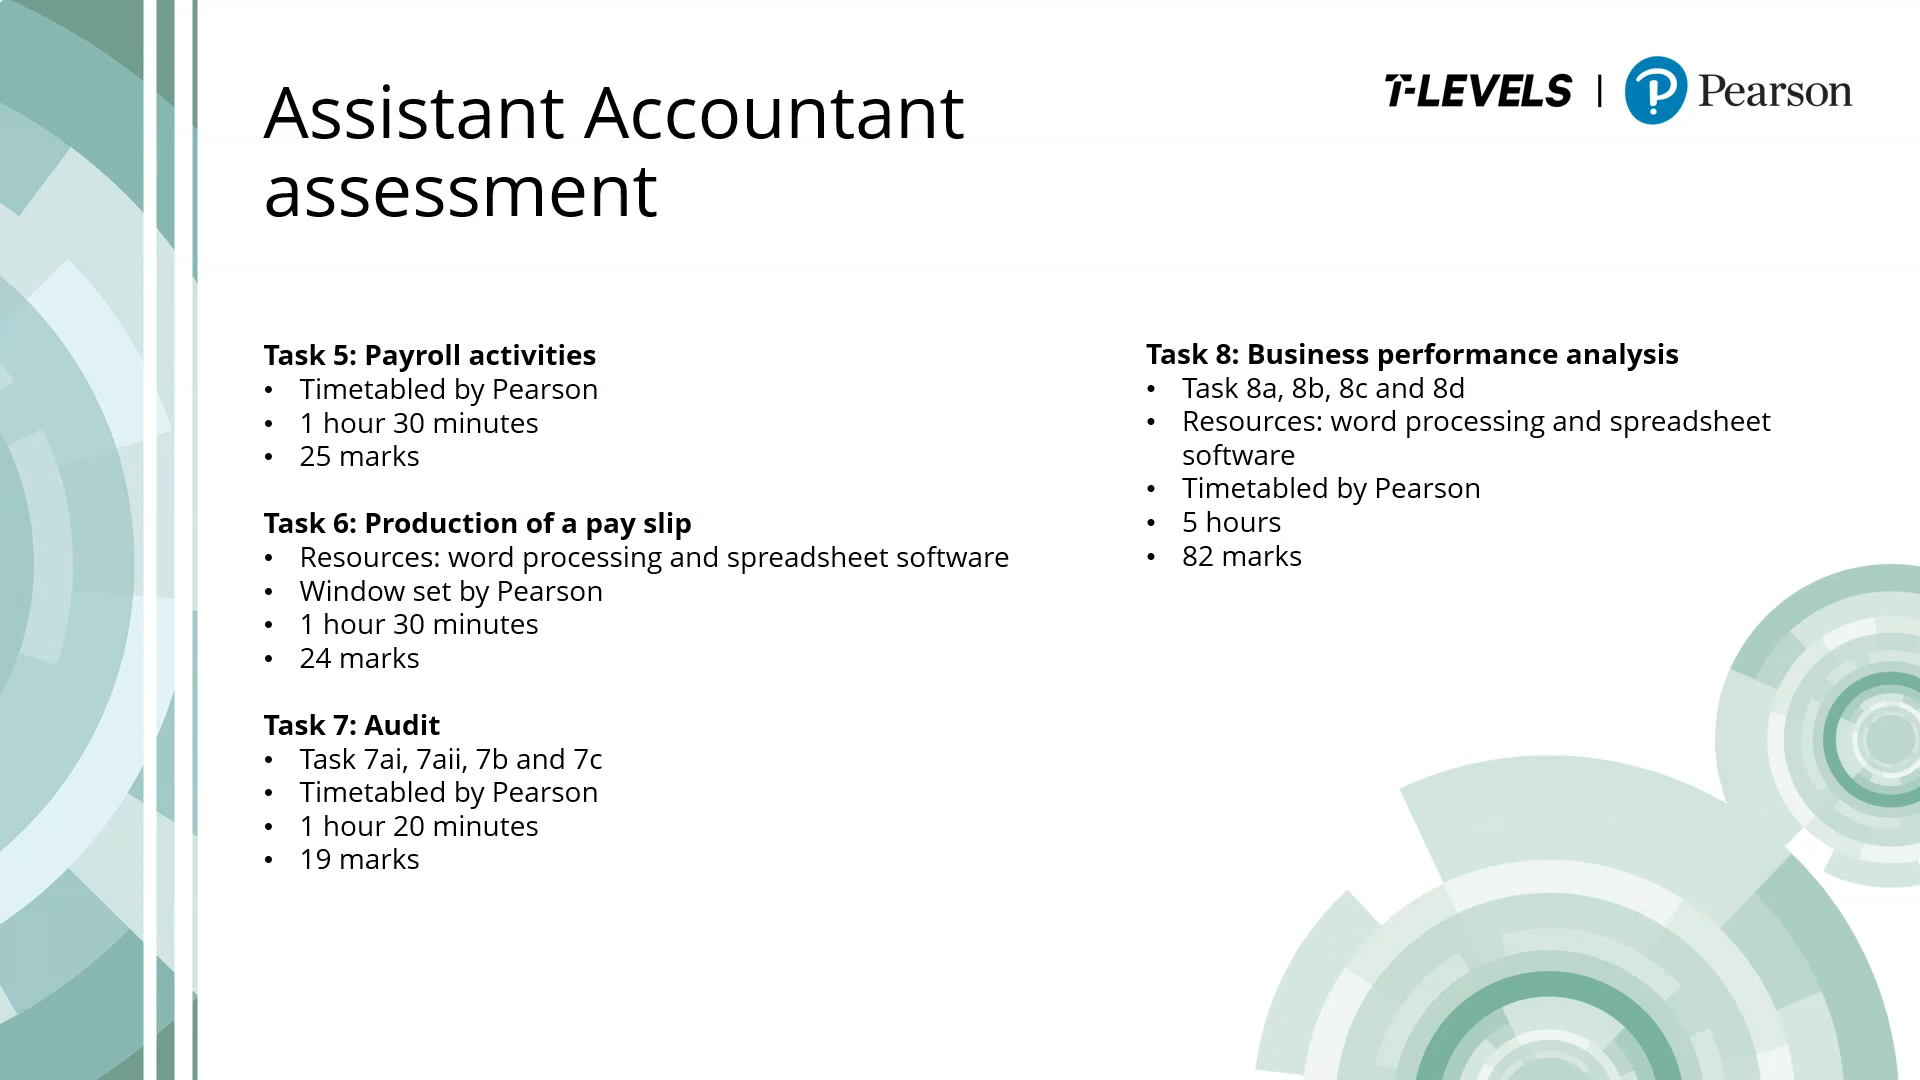 Assistant Accountant
assessment
T-LEVELS | Pearson
Task 5: Payroll activities
• Timetabled by Pearson
• 1 hour 30 minutes
• 25 marks
Task 6: Production of a pay slip
• Resources: word processing and spreadsheet software
• Window set by Pearson
• 1 hour 30 minutes
• 24 marks
Task 7: Audit
• Task 7ai, 7aii, 7b and 7c
• Timetabled by Pearson
• 1 hour 20 minutes
• 19 marks
Task 8: Business performance analysis
• Task 8a, 8b, 8c and 8d
• Resources: word processing and spreadsheet
software
• Timetabled by Pearson
• 5 hours
• 82 marks